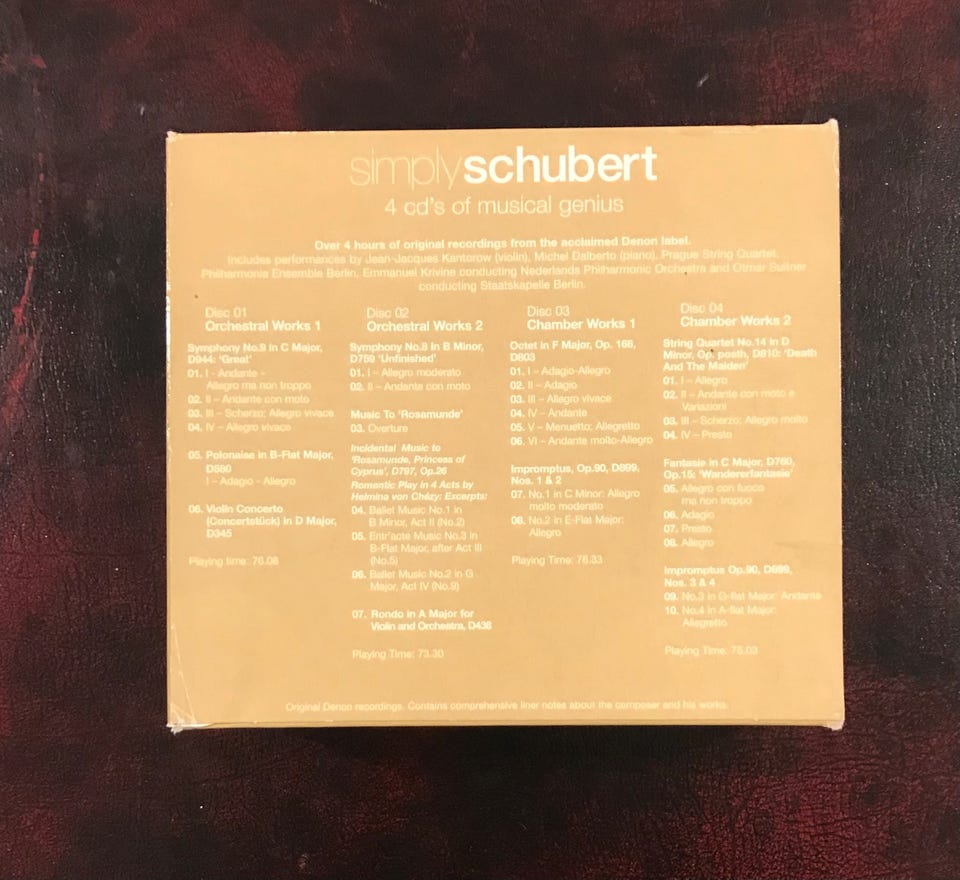 simplyschubert
4 cd's of musical genius
Over 4 hours of original recordings from the acclaimed Denon label.
Includes performances by Jean-Jacques Kantorow (violin), Michel Dalberto (piano), Prague String Quartet,
Philharmonia Ensemble Berlin, Emmanuel Krivine conducting Nederlands Philharmonic Orchestra and Otmar Suitner
conducting Staatskapelle Berlin.
Disc 01
Orchestral Works 1
Symphony No.9 in C Major,
D944: 'Great'
01. I - Andante –
Allegro ma non troppo
02. II – Andante con moto
03. III – Scherzo; Allegro vivace
04. IV – Allegro vivace
05. Polonaise in B-Flat Major,
D580
I – Adagio - Allegro
06. Violin Concerto
(Concertstück) in D Major,
D345
Playing time: 76.08
Disc 02
Orchestral Works 2
Symphony No.8 in B Minor,
D759 'Unfinished'
01. I – Allegro moderato
02. II – Andante con moto
Music To 'Rosamunde'
03. Overture
Incidental Music to
'Rosamunde, Princess of
Cyprus', D797, Op.26
Romantic Play in 4 Acts by
Helmina von Chézy: Excerpts:
04. Ballet Music No.1 in
B Minor, Act II (No.2)
05. Entr'acte Music No.3 in
B-Flat Major, after Act III
(No.5)
06. Ballet Music No.2 in G
Major, Act IV (No.9)
07. Rondo in A Major for
Violin and Orchestra, D438
Playing Time: 73.30
Disc 03
Chamber Works 1
Octet in F Major, Op. 166,
D803
01. I – Adagio-Allegro
02. II – Adagio
03. III – Allegro vivace
04. IV – Andante
05. V – Menuetto; Allegretto
06. VI – Andante molto-Allegro
Impromptus, Op.90, D899,
Nos. 1 & 2
07. No.1 in C Minor: Allegro
molto moderato
08. No.2 in E-Flat Major:
Allegro
Playing Time: 76.33
Disc 04
Chamber Works 2
String Quartet No.14 in D
Minor, Op. posth, D810: 'Death
And The Maiden'
01. I – Allegro
02. II – Andante con moto e
Variazioni
03. III – Scherzo; Allegro molto
04. IV – Presto
Fantasie in C Major, D760,
Op.15: 'Wandererfantasie'
05. Allegro con fuoco
ma non troppo
06. Adagio
07. Presto
08. Allegro
Impromptus Op.90, D899,
Nos. 3 & 4
09. No.3 in G-flat Major: Andante
10. No.4 in A-flat Major:
Allegretto
Playing Time: 75.03
Original Denon recordings. Contains comprehensive liner notes about the composer and his works.